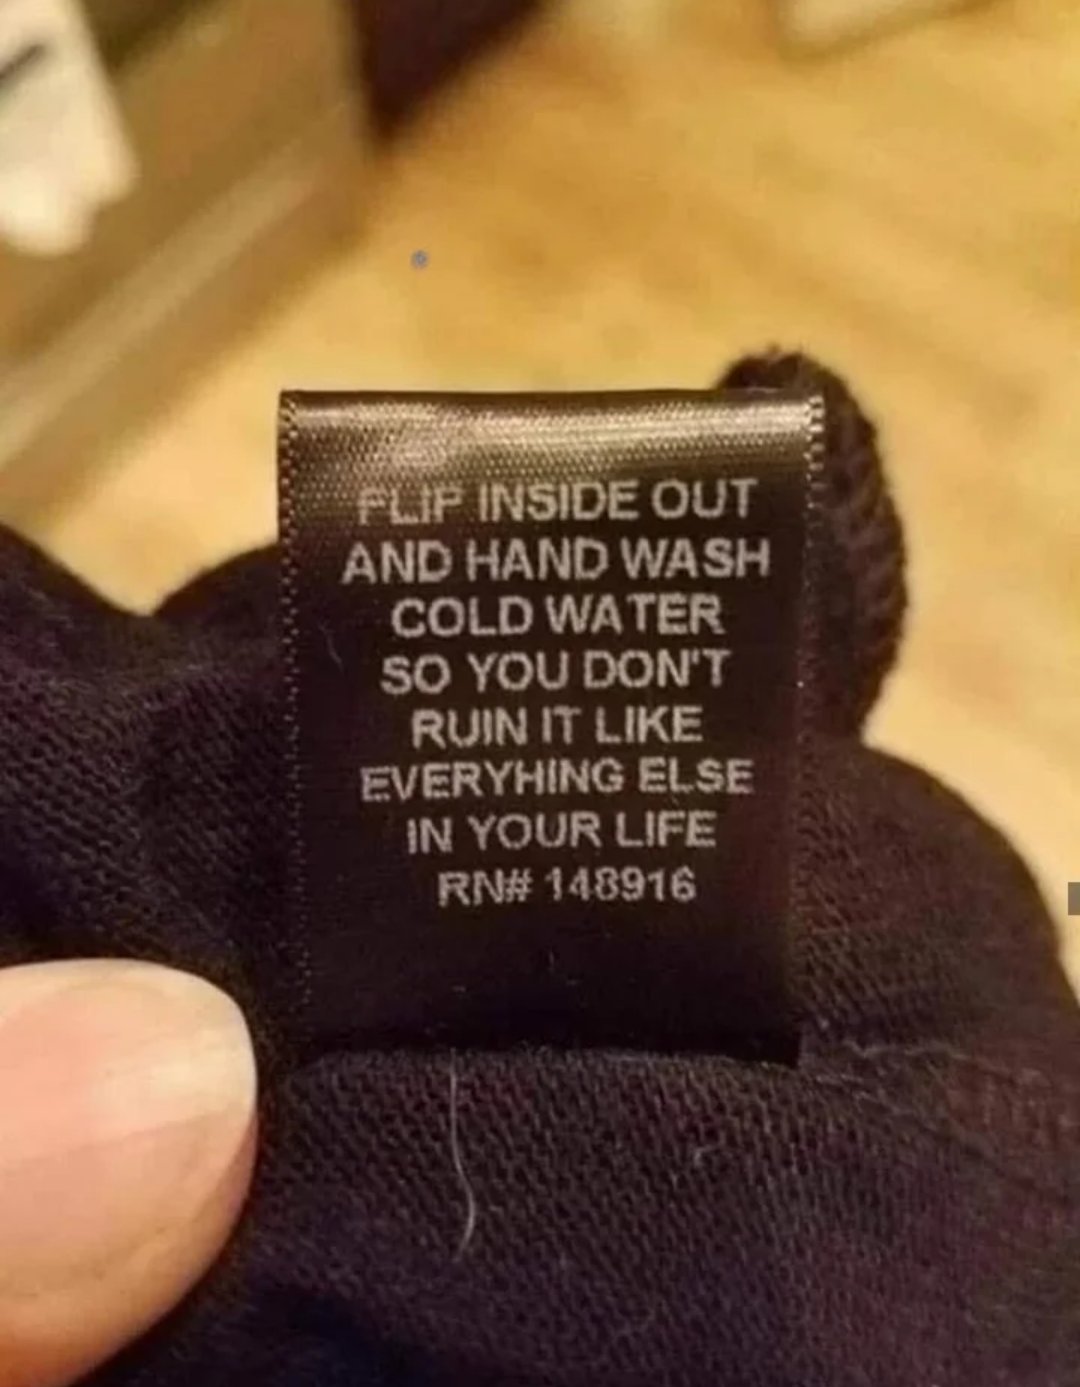 FLIP INSIDE OUT
AND HAND WASH
COLD WATER
SO YOU DON'T
RUIN IT LIKE
EVERYHING ELSE
IN YOUR LIFE
RN# 148916